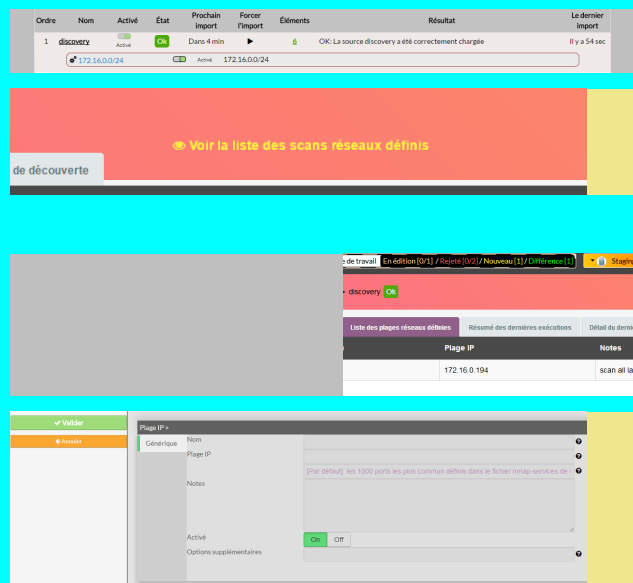 Ordre Nom Activé État Prochain import Forcer l'import Éléments Résultat Le dernier import
1 discovery Activé Ok Dans 4 min 6 OK: La source discovery a été correctement chargée Il y a 54 sec
172.16.0.0/24 Activé 172.16.0.0/24
Voir la liste des scans réseaux définis
de découverte
e de travail En édition [0/1] / Rejeté [0/2] / Nouveau [1] / Différence [1] Staging
discovery Ok
Liste des plages réseaux définies Résumé des dernières exécutions Détail du derni
Plage IP Notes
172.16.0.194 scan all la
Valider
Annuler
Plage IP >
Générique
Nom
Plage IP
[Par défaut] les 1000 ports les plus commun définis dans le fichier nmap-services de
Notes
Activé On Off
Options supplémentaires